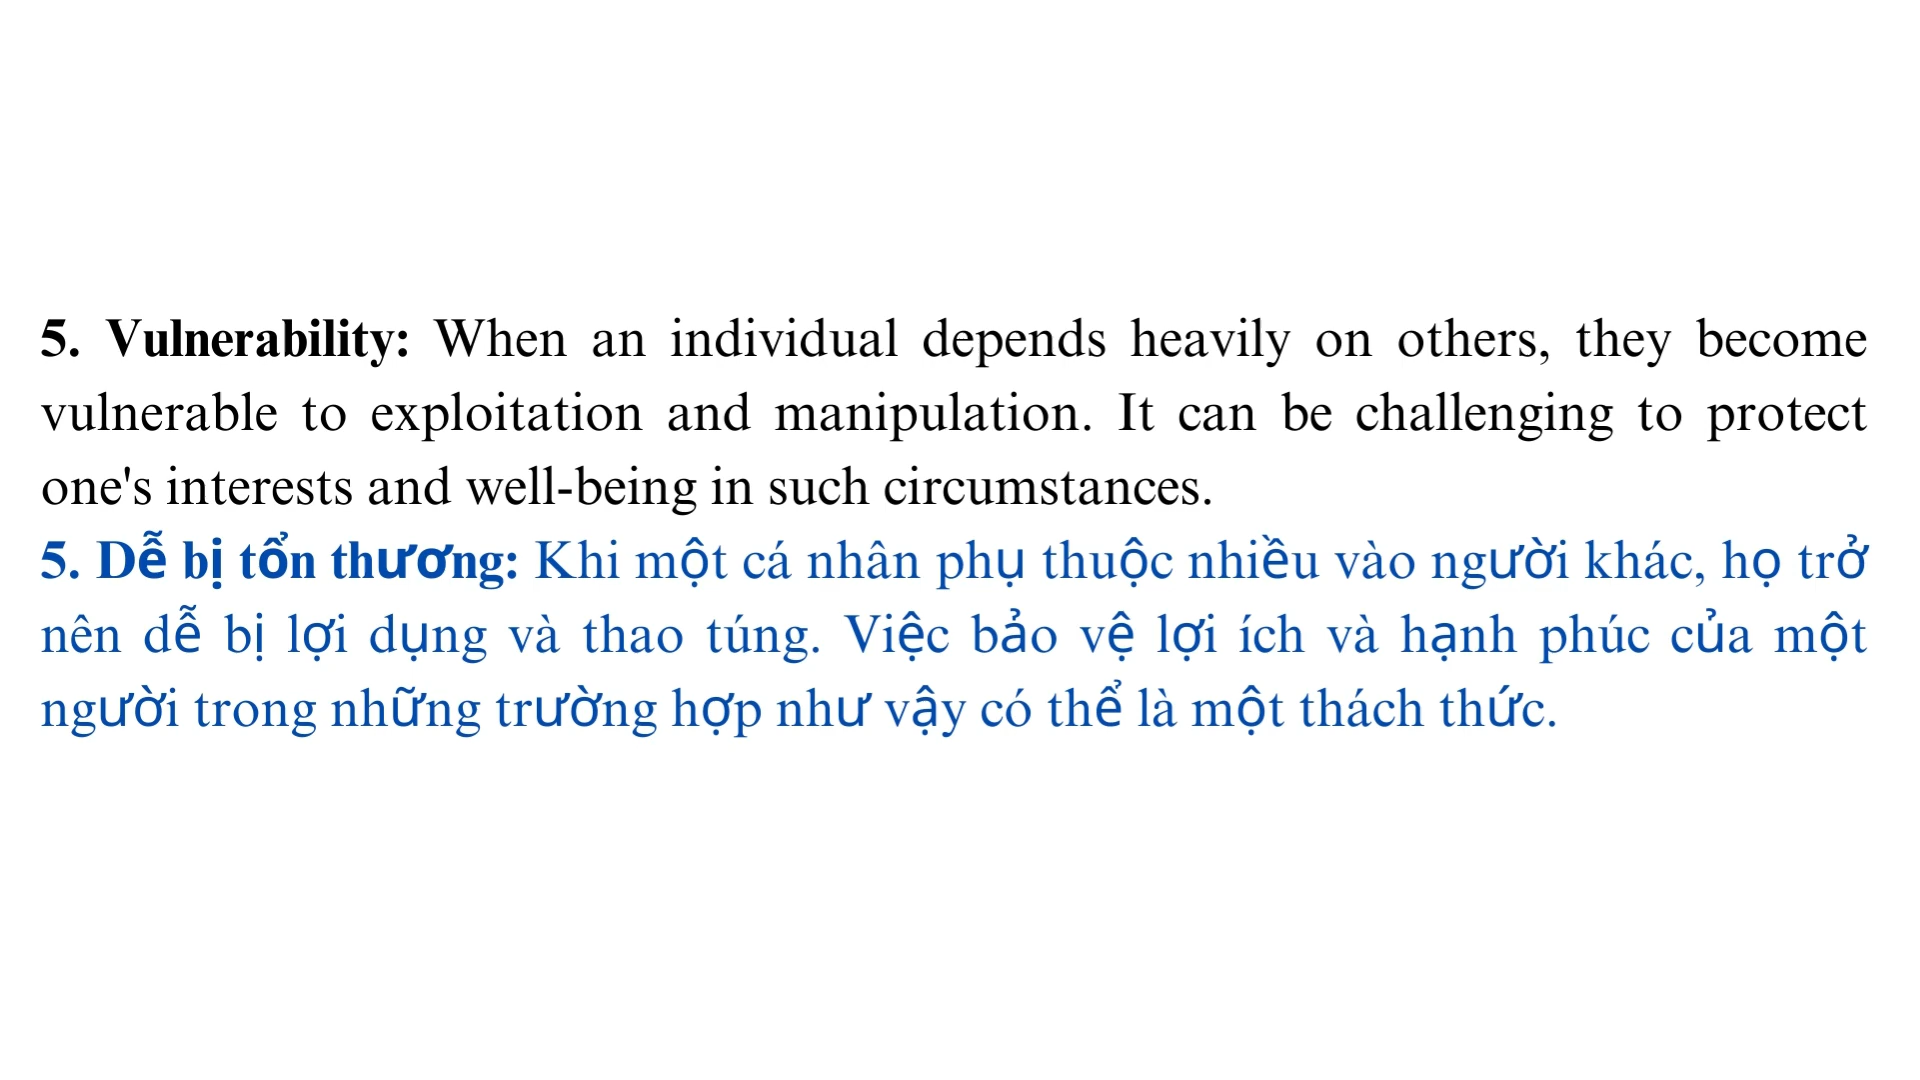 5. Vulnerability: When an individual depends heavily on others, they become
vulnerable to exploitation and manipulation. It can be challenging to protect
one's interests and well-being in such circumstances.
5. Dễ bị tổn thương: Khi một cá nhân phụ thuộc nhiều vào người khác, họ trở
nên dễ bị lợi dụng và thao túng. Việc bảo vệ lợi ích và hạnh phúc của một
người trong những trường hợp như vậy có thể là một thách thức.